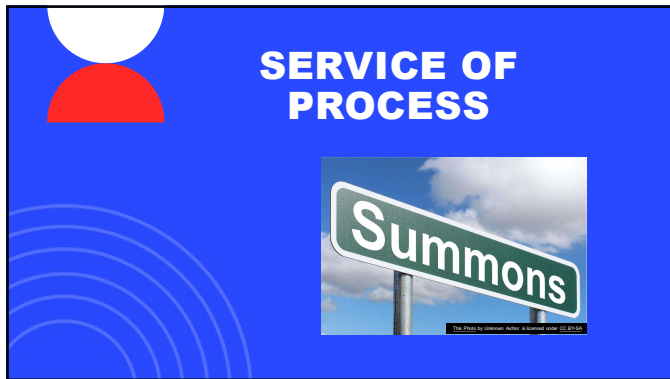 SERVICE OF
PROCESS
Summons
This Photo by Unknown Author is licensed under CC BY-SA